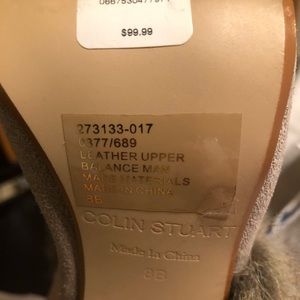 $99.99
273133-017
0377/689
LEATHER UPPER
BALANCE MAN
MADE MATERIALS
MADE IN CHINA
8B
COLIN STUART
Made In China
8B